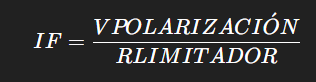 IF = VPOLARIZACIÓN / RLIMITADOR